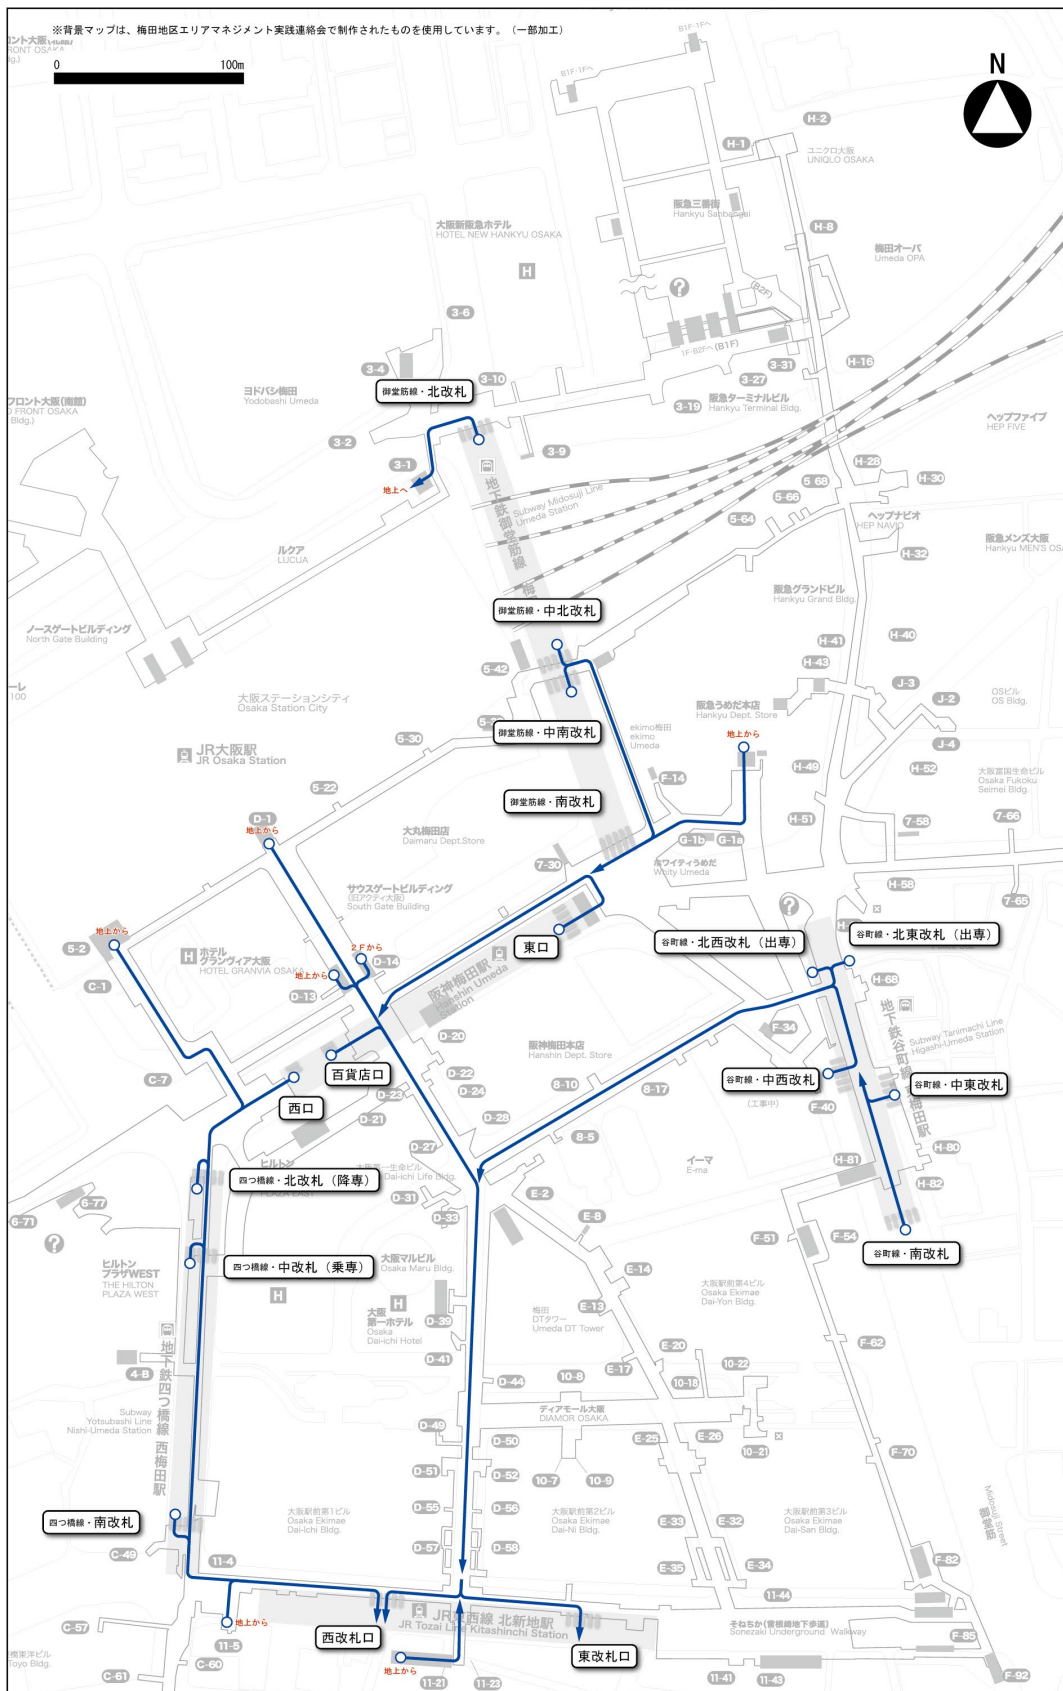 ※背景マップは、梅田地区エリアマネジメント実践連絡会で制作されたものを使用しています。（一部加工）
0
100m
N
B1F-1Fへ
B1F-1Fへ
H-2
H-1
ユニクロ大阪
UNIQLO OSAKA
阪急三番街
Hankyu Sanbangai
大阪新阪急ホテル
HOTEL NEW HANKYU OSAKA
H
H-8
梅田オーパ
Umeda OPA
?
(B2F)
1F-B2Fへ(B1F)
3-6
3-4
3-10
3-31
H-16
3-27
御堂筋線・北改札
ヨドバシ梅田
Yodobashi Umeda
3-19
阪急ターミナルビル
Hankyu Terminal Bldg.
ヘップファイブ
HEP FIVE
3-2
3-1
3-9
地上へ
地下鉄御堂筋線
Subway Midosuji Line
Umeda Station
H-28
5-68
H-30
5-66
5-64
ヘップナビオ
HEP NAVIO
H-32
阪急メンズ大阪
ルクア
LUCUA
阪急グランドビル
Hankyu Grand Bldg.
御堂筋線・中北改札
ノースゲートビルディング
North Gate Building
H-41
H-40
5-42
H-43
J-3
J-2
大阪ステーションシティ
Osaka Station City
阪急うめだ本店
Hankyu Dept. Store
OSビル
OS Bldg.
JR大阪駅
JR Osaka Station
5-30
御堂筋線・中南改札
ekimo梅田
ekimo
Umeda
地上から
J-4
H-49
H-52
大阪富国生命ビル
Osaka Fukoku
Seimei Bldg.
5-22
F-14
御堂筋線・南改札
D-1
地上から
大丸梅田店
Daimaru Dept.Store
H-51
7-58
7-66
G-1b
G-1a
7-30
ホワイティうめだ
Whity Umeda
サウスゲートビルディング
(旧アクティ大阪)
South Gate Building
H-58
7-65
?
5-2
地上から
H
ホテル
グランヴィア大阪
HOTEL GRANVIA OSAKA
2Fから
東口
谷町線・北西改札（出専）
谷町線・北東改札（出専）
D-14
地上から
D-13
C-1
阪神梅田駅
Hanshin Umeda
Station
H-68
地下鉄谷町線
Subway Tanimachi Line
Higashi-Umeda Station
D-20
F-34
阪神梅田本店
Hanshin Dept. Store
百貨店口
C-7
D-22
D-24
D-23
8-10
8-17
谷町線・中西改札
谷町線・中東改札
(工事中)
西口
D-21
D-28
F-40
8-5
D-27
H-80
イーマ
E-ma
H-81
四つ橋線・北改札（降専）
D-31
E-2
H-82
6-77
6-71
D-33
E-8
F-51
F-54
谷町線・南改札
?
ヒルトン
プラザWEST
THE HILTON
PLAZA WEST
四つ橋線・中改札（乗専）
大阪マルビル
Osaka Maru Bldg.
E-14
大阪駅前第4ビル
Osaka Ekimae
Dai-Yon Bldg.
H
H
大阪
第一ホテル
Osaka
Dai-ichi Hotel
D-39
梅田
DTタワー
Umeda DT Tower
E-13
F-62
D-41
E-20
E-17
10-22
4-B
10-8
10-18
D-44
Subway
Yotsubashi Line
Nishi-Umeda Station
地下鉄四つ橋線 西梅田駅
ディアモール大阪
DIAMOR OSAKA
D-49
D-50
E-25
E-26
10-21
F-70
D-51
D-52
10-7
10-9
大阪駅前第1ビル
Osaka Ekimae
Dai-Ichi Bldg.
D-55
D-56
大阪駅前第2ビル
Osaka Ekimae
Dai-Ni Bldg.
大阪駅前第3ビル
Osaka Ekimae
Dai-San Bldg.
Midosuji Street
御堂筋
四つ橋線・南改札
E-33
E-32
D-57
D-58
C-49
11-4
E-35
E-34
F-82
11-44
C-57
地上から
JR東西線 北新地駅
JR Tozai Line Kitashinchi Station
そねちか(曽根崎地下歩道)
Sonezaki Underground Walkway
F-85
西改札口
東改札口
11-5
C-60
C-61
地上から
11-21
11-23
11-41
11-43
F-92